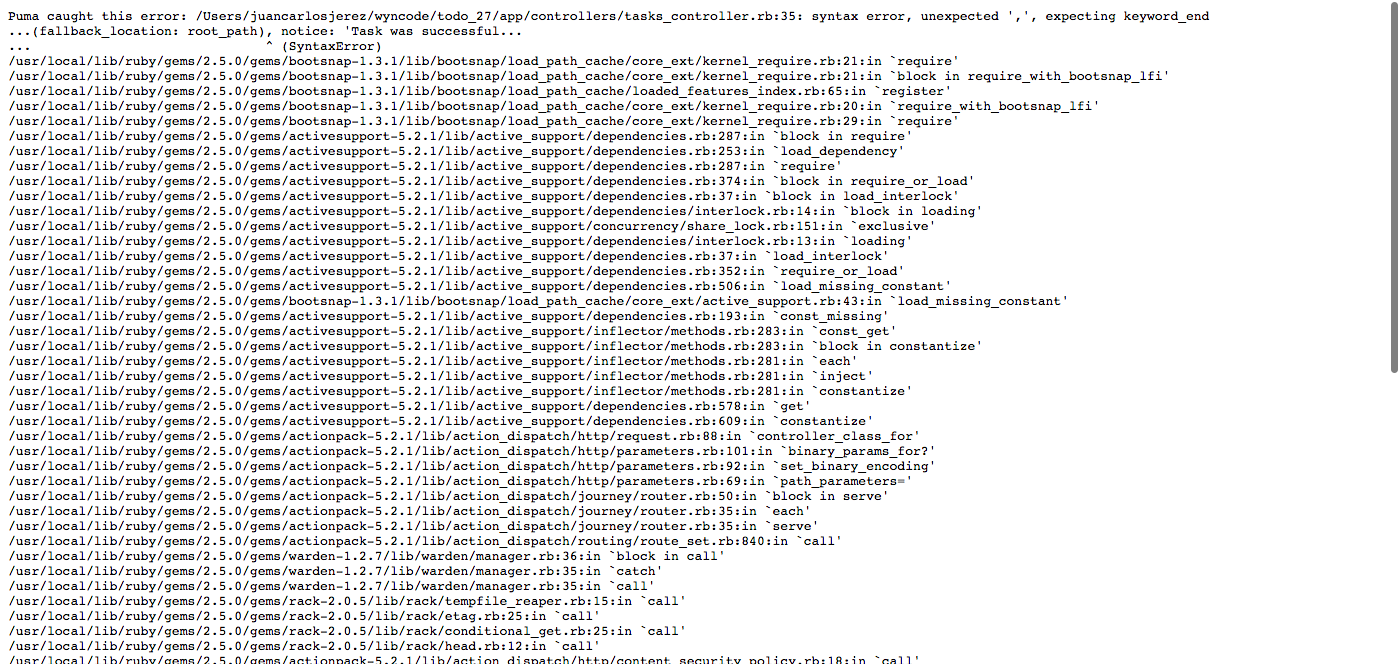 Puma caught this error: /Users/juancarlosjerez/wyncode/todo_27/app/controllers/tasks_controller.rb:35: syntax error, unexpected ',', expecting keyword_end
...(fallback_location: root_path), notice: 'Task was successful...
...                              ^ (SyntaxError)
/usr/local/lib/ruby/gems/2.5.0/gems/bootsnap-1.3.1/lib/bootsnap/load_path_cache/core_ext/kernel_require.rb:21:in `require'
/usr/local/lib/ruby/gems/2.5.0/gems/bootsnap-1.3.1/lib/bootsnap/load_path_cache/core_ext/kernel_require.rb:21:in `block in require_with_bootsnap_lfi'
/usr/local/lib/ruby/gems/2.5.0/gems/bootsnap-1.3.1/lib/bootsnap/load_path_cache/loaded_features_index.rb:65:in `register'
/usr/local/lib/ruby/gems/2.5.0/gems/bootsnap-1.3.1/lib/bootsnap/load_path_cache/core_ext/kernel_require.rb:20:in `require_with_bootsnap_lfi'
/usr/local/lib/ruby/gems/2.5.0/gems/bootsnap-1.3.1/lib/bootsnap/load_path_cache/core_ext/kernel_require.rb:29:in `require'
/usr/local/lib/ruby/gems/2.5.0/gems/activesupport-5.2.1/lib/active_support/dependencies.rb:287:in `block in require'
/usr/local/lib/ruby/gems/2.5.0/gems/activesupport-5.2.1/lib/active_support/dependencies.rb:253:in `load_dependency'
/usr/local/lib/ruby/gems/2.5.0/gems/activesupport-5.2.1/lib/active_support/dependencies.rb:287:in `require'
/usr/local/lib/ruby/gems/2.5.0/gems/activesupport-5.2.1/lib/active_support/dependencies.rb:374:in `block in require_or_load'
/usr/local/lib/ruby/gems/2.5.0/gems/activesupport-5.2.1/lib/active_support/dependencies.rb:37:in `block in load_interlock'
/usr/local/lib/ruby/gems/2.5.0/gems/activesupport-5.2.1/lib/active_support/dependencies/interlock.rb:14:in `block in loading'
/usr/local/lib/ruby/gems/2.5.0/gems/activesupport-5.2.1/lib/active_support/concurrency/share_lock.rb:151:in `exclusive'
/usr/local/lib/ruby/gems/2.5.0/gems/activesupport-5.2.1/lib/active_support/dependencies/interlock.rb:13:in `loading'
/usr/local/lib/ruby/gems/2.5.0/gems/activesupport-5.2.1/lib/active_support/dependencies.rb:37:in `load_interlock'
/usr/local/lib/ruby/gems/2.5.0/gems/activesupport-5.2.1/lib/active_support/dependencies.rb:352:in `require_or_load'
/usr/local/lib/ruby/gems/2.5.0/gems/activesupport-5.2.1/lib/active_support/dependencies.rb:506:in `load_missing_constant'
/usr/local/lib/ruby/gems/2.5.0/gems/bootsnap-1.3.1/lib/bootsnap/load_path_cache/core_ext/active_support.rb:43:in `load_missing_constant'
/usr/local/lib/ruby/gems/2.5.0/gems/activesupport-5.2.1/lib/active_support/dependencies.rb:193:in `const_missing'
/usr/local/lib/ruby/gems/2.5.0/gems/activesupport-5.2.1/lib/active_support/inflector/methods.rb:283:in `const_get'
/usr/local/lib/ruby/gems/2.5.0/gems/activesupport-5.2.1/lib/active_support/inflector/methods.rb:283:in `block in constantize'
/usr/local/lib/ruby/gems/2.5.0/gems/activesupport-5.2.1/lib/active_support/inflector/methods.rb:281:in `each'
/usr/local/lib/ruby/gems/2.5.0/gems/activesupport-5.2.1/lib/active_support/inflector/methods.rb:281:in `inject'
/usr/local/lib/ruby/gems/2.5.0/gems/activesupport-5.2.1/lib/active_support/inflector/methods.rb:281:in `constantize'
/usr/local/lib/ruby/gems/2.5.0/gems/activesupport-5.2.1/lib/active_support/dependencies.rb:578:in `get'
/usr/local/lib/ruby/gems/2.5.0/gems/activesupport-5.2.1/lib/active_support/dependencies.rb:609:in `constantize'
/usr/local/lib/ruby/gems/2.5.0/gems/actionpack-5.2.1/lib/action_dispatch/http/request.rb:88:in `controller_class_for'
/usr/local/lib/ruby/gems/2.5.0/gems/actionpack-5.2.1/lib/action_dispatch/http/parameters.rb:101:in `binary_params_for?'
/usr/local/lib/ruby/gems/2.5.0/gems/actionpack-5.2.1/lib/action_dispatch/http/parameters.rb:92:in `set_binary_encoding'
/usr/local/lib/ruby/gems/2.5.0/gems/actionpack-5.2.1/lib/action_dispatch/http/parameters.rb:69:in `path_parameters='
/usr/local/lib/ruby/gems/2.5.0/gems/actionpack-5.2.1/lib/action_dispatch/journey/router.rb:50:in `block in serve'
/usr/local/lib/ruby/gems/2.5.0/gems/actionpack-5.2.1/lib/action_dispatch/journey/router.rb:35:in `each'
/usr/local/lib/ruby/gems/2.5.0/gems/actionpack-5.2.1/lib/action_dispatch/journey/router.rb:35:in `serve'
/usr/local/lib/ruby/gems/2.5.0/gems/actionpack-5.2.1/lib/action_dispatch/routing/route_set.rb:840:in `call'
/usr/local/lib/ruby/gems/2.5.0/gems/warden-1.2.7/lib/warden/manager.rb:36:in `block in call'
/usr/local/lib/ruby/gems/2.5.0/gems/warden-1.2.7/lib/warden/manager.rb:35:in `catch'
/usr/local/lib/ruby/gems/2.5.0/gems/warden-1.2.7/lib/warden/manager.rb:35:in `call'
/usr/local/lib/ruby/gems/2.5.0/gems/rack-2.0.5/lib/rack/tempfile_reaper.rb:15:in `call'
/usr/local/lib/ruby/gems/2.5.0/gems/rack-2.0.5/lib/rack/etag.rb:25:in `call'
/usr/local/lib/ruby/gems/2.5.0/gems/rack-2.0.5/lib/rack/conditional_get.rb:25:in `call'
/usr/local/lib/ruby/gems/2.5.0/gems/rack-2.0.5/lib/rack/head.rb:12:in `call'
/usr/local/lib/ruby/gems/2.5.0/gems/actionpack-5.2.1/lib/action_dispatch/http/content_security_policy.rb:18:in `call'